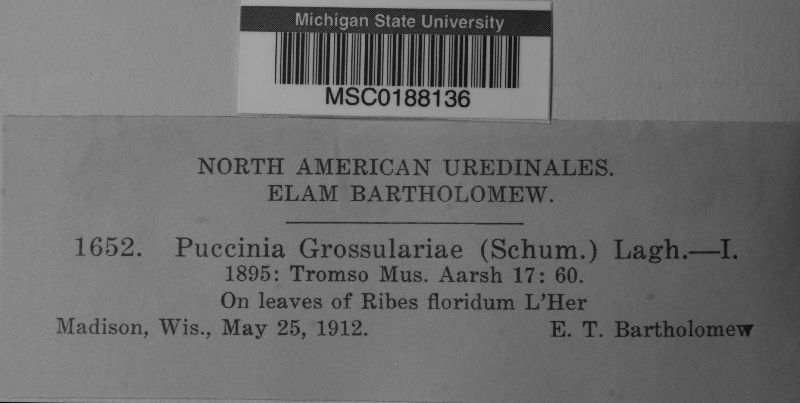 Michigan State University
MSC0188136
NORTH AMERICAN UREDINALES.
ELAM BARTHOLOMEW.
1652. Puccinia Grossulariae (Schum.) Lagh.—I.
1895: Tromso Mus. Aarsh 17: 60.
On leaves of Ribes floridum L'Her
Madison, Wis., May 25, 1912. E. T. Bartholomew